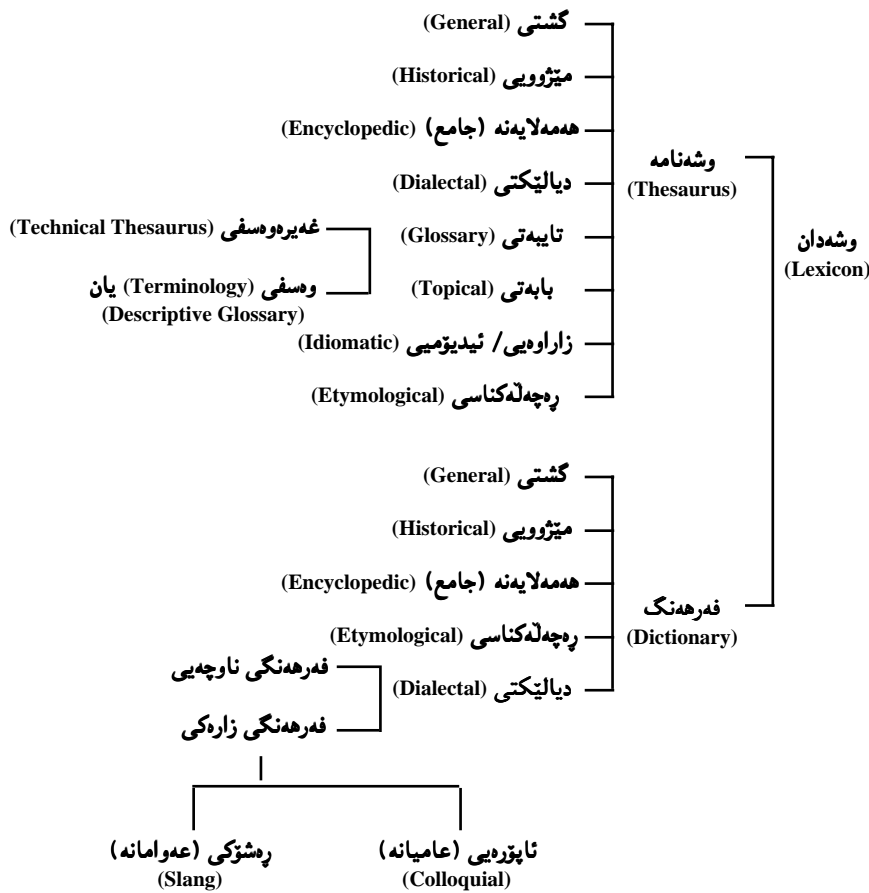 گشتی (General)
مێژوویی (Historical)
هەمەلایەنە (جامع) (Encyclopedic)
وشەنامە
(Thesaurus)
دیالێکتی (Dialectal)
غەیرەوەسفی (Technical Thesaurus)
تایبەتی (Glossary)
وشەدان
(Lexicon)
وەسفی (Terminology) یان
(Descriptive Glossary)
بابەتی (Topical)
زاراوەیی/ ئیدیۆمیی (Idiomatic)
ڕەچەڵەکناسی (Etymological)
گشتی (General)
مێژوویی (Historical)
هەمەلایەنە (جامع) (Encyclopedic)
فەرهەنگ
(Dictionary)
ڕەچەڵەکناسی (Etymological)
فەرهەنگی ناوچەیی
دیالێکتی (Dialectal)
فەرهەنگی زارەکی
ئاپۆرەیی (عامیانە)
(Colloquial)
ڕەشۆکی (عەوامانە)
(Slang)